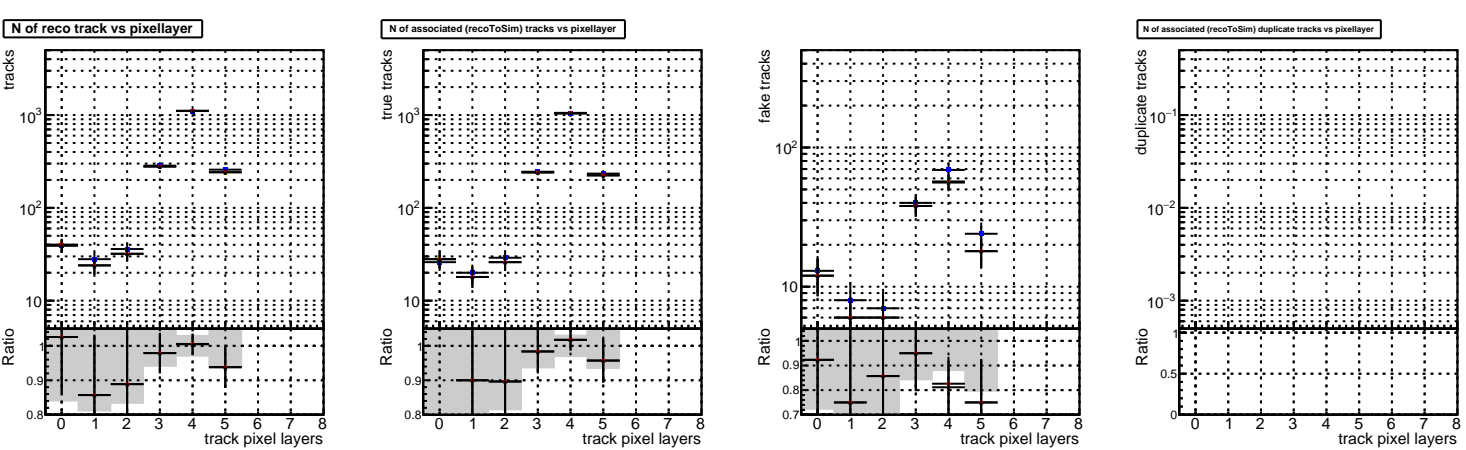 N of reco track vs pixellayer
tracks
10³
10²
10
Ratio
1
0.9
0.8
0 1 2 3 4 5 6 7 8
track pixel layers
N of associated (recoToSim) tracks vs pixellayer
true tracks
10³
10²
10
Ratio
1
0.9
0.8
0 1 2 3 4 5 6 7 8
track pixel layers
fake tracks
10²
10
Ratio
1
0.9
0.8
0.7
0 1 2 3 4 5 6 7 8
track pixel layers
N of associated (recoToSim) duplicate tracks vs pixellayer
duplicate tracks
10⁻¹
10⁻²
10⁻³
Ratio
1
0.5
0
0 1 2 3 4 5 6 7 8
track pixel layers